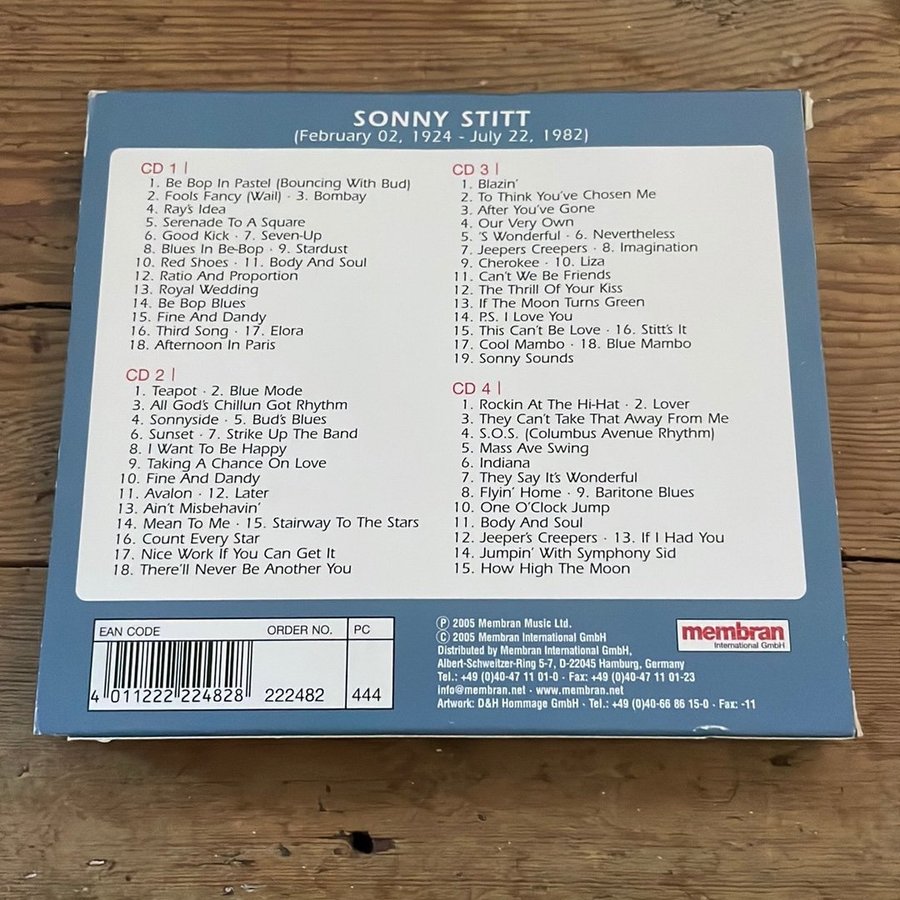 SONNY STITT
(February 02, 1924 - July 22, 1982)
CD 1 |
1. Be Bop In Pastel (Bouncing With Bud)
2. Fools Fancy (Wail) · 3. Bombay
4. Ray's Idea
5. Serenade To A Square
6. Good Kick · 7. Seven-Up
8. Blues In Be-Bop · 9. Stardust
10. Red Shoes · 11. Body And Soul
12. Ratio And Proportion
13. Royal Wedding
14. Be Bop Blues
15. Fine And Dandy
16. Third Song · 17. Elora
18. Afternoon In Paris
CD 2 |
1. Teapot · 2. Blue Mode
3. All God's Chillun Got Rhythm
4. Sonnyside · 5. Bud's Blues
6. Sunset · 7. Strike Up The Band
8. I Want To Be Happy
9. Taking A Chance On Love
10. Fine And Dandy
11. Avalon · 12. Later
13. Ain't Misbehavin'
14. Mean To Me · 15. Stairway To The Stars
16. Count Every Star
17. Nice Work If You Can Get It
18. There'll Never Be Another You
CD 3 |
1. Blazin'
2. To Think You've Chosen Me
3. After You've Gone
4. Our Very Own
5. 'S Wonderful · 6. Nevertheless
7. Jeepers Creepers · 8. Imagination
9. Cherokee · 10. Liza
11. Can't We Be Friends
12. The Thrill Of Your Kiss
13. If The Moon Turns Green
14. P.S. I Love You
15. This Can't Be Love · 16. Stitt's It
17. Cool Mambo · 18. Blue Mambo
19. Sonny Sounds
CD 4 |
1. Rockin At The Hi-Hat · 2. Lover
3. They Can't Take That Away From Me
4. S.O.S. (Columbus Avenue Rhythm)
5. Mass Ave Swing
6. Indiana
7. They Say It's Wonderful
8. Flyin' Home · 9. Baritone Blues
10. One O'Clock Jump
11. Body And Soul
12. Jeeper's Creepers · 13. If I Had You
14. Jumpin' With Symphony Sid
15. How High The Moon
EAN CODE ORDER NO. PC
4 011222 224828 222482 444
℗ 2005 Membran Music Ltd.
© 2005 Membran International GmbH
Distributed by Membran International GmbH,
Albert-Schweitzer-Ring 5-7, D-22045 Hamburg, Germany
Tel.: +49 (0)40-47 11 01-0 · Fax: +49 (0)40-47 11 01-23
info@membran.net · www.membran.net
Artwork: D&H Hommage GmbH · Tel.: +49 (0)40-66 86 15-0 · Fax: -11
membran
International GmbH